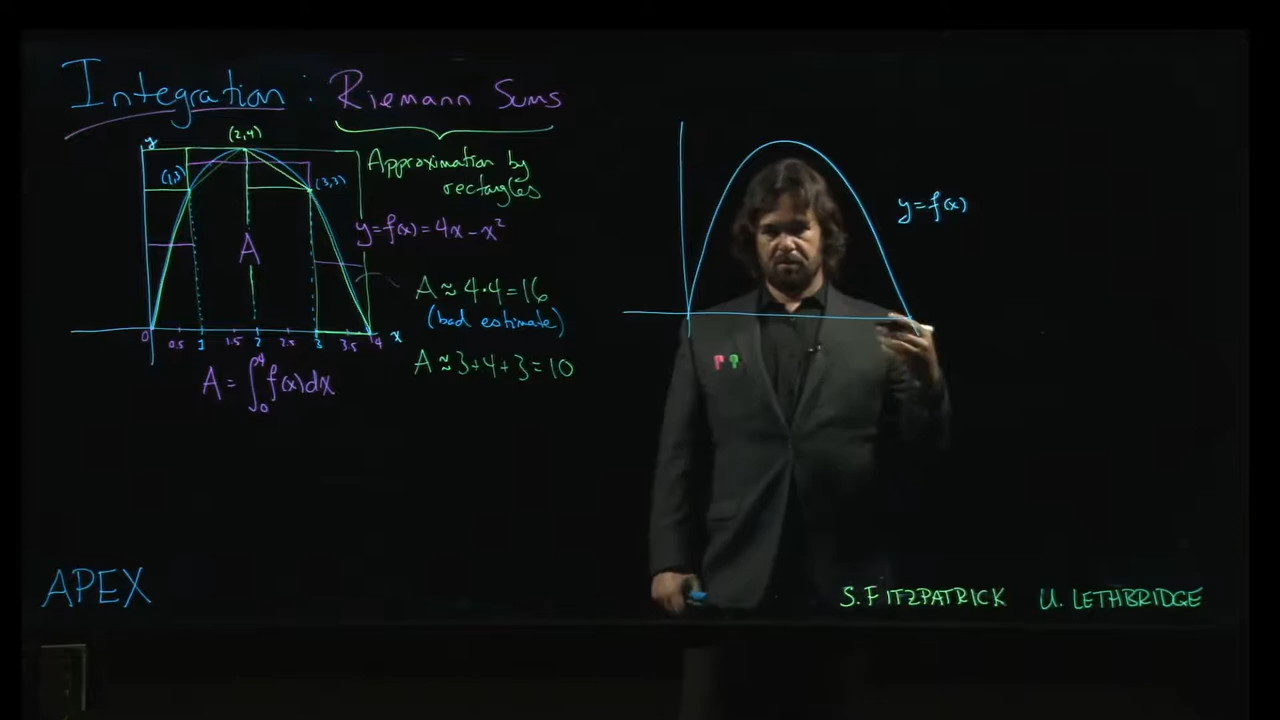 Integration: Riemann Sums
y
(2,4)
Approximation by
rectangles
(1,3)
(3,3)
y=f(x)=4x-x²
y=f(x)
A
A≈4·4=16
(bad estimate)
0 0.5 1 1.5 2 2.5 3 3.5 4 x
A≈3+4+3=10
A=∫₀⁴f(x)dx
APEX
S. FITZPATRICK U. LETHBRIDGE